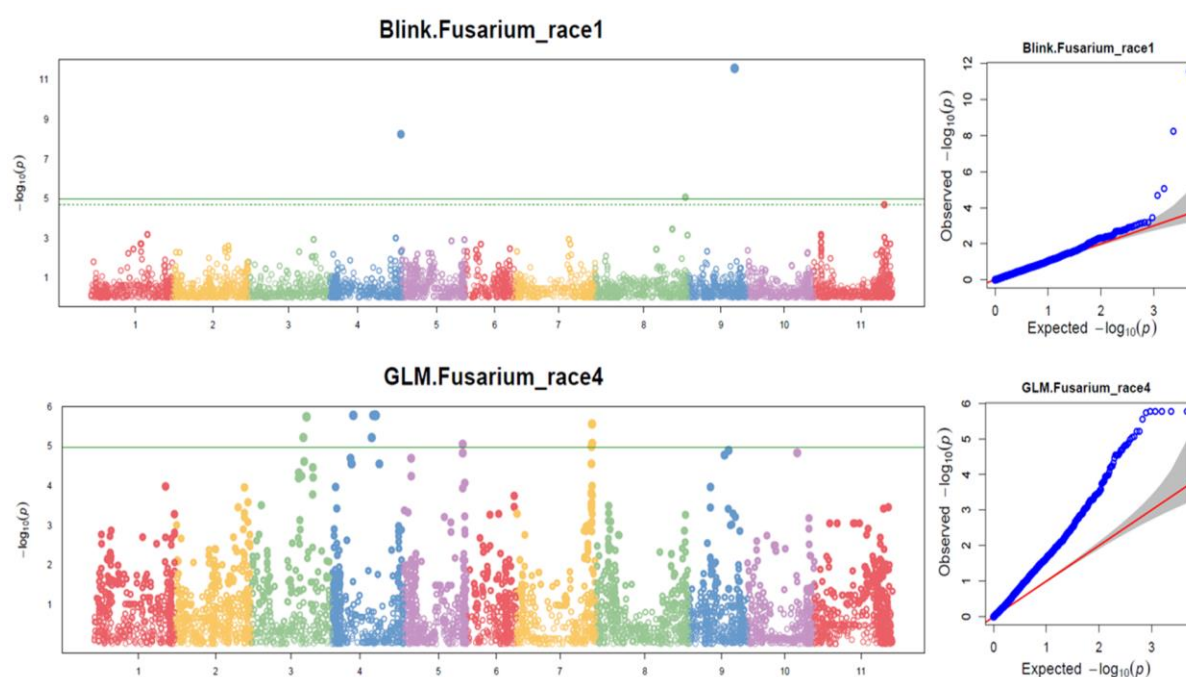 Blink.Fusarium_race1
−log10(p)
11
9
7
5
3
1
1 2 3 4 5 6 7 8 9 10 11
Blink.Fusarium_race1
Observed −log10(p)
12
10
8
6
4
2
0
0 1 2 3
Expected −log10(p)
GLM.Fusarium_race4
−log10(p)
6
5
4
3
2
1
1 2 3 4 5 6 7 8 9 10 11
GLM.Fusarium_race4
Observed −log10(p)
6
5
4
3
2
1
0
0 1 2 3
Expected −log10(p)